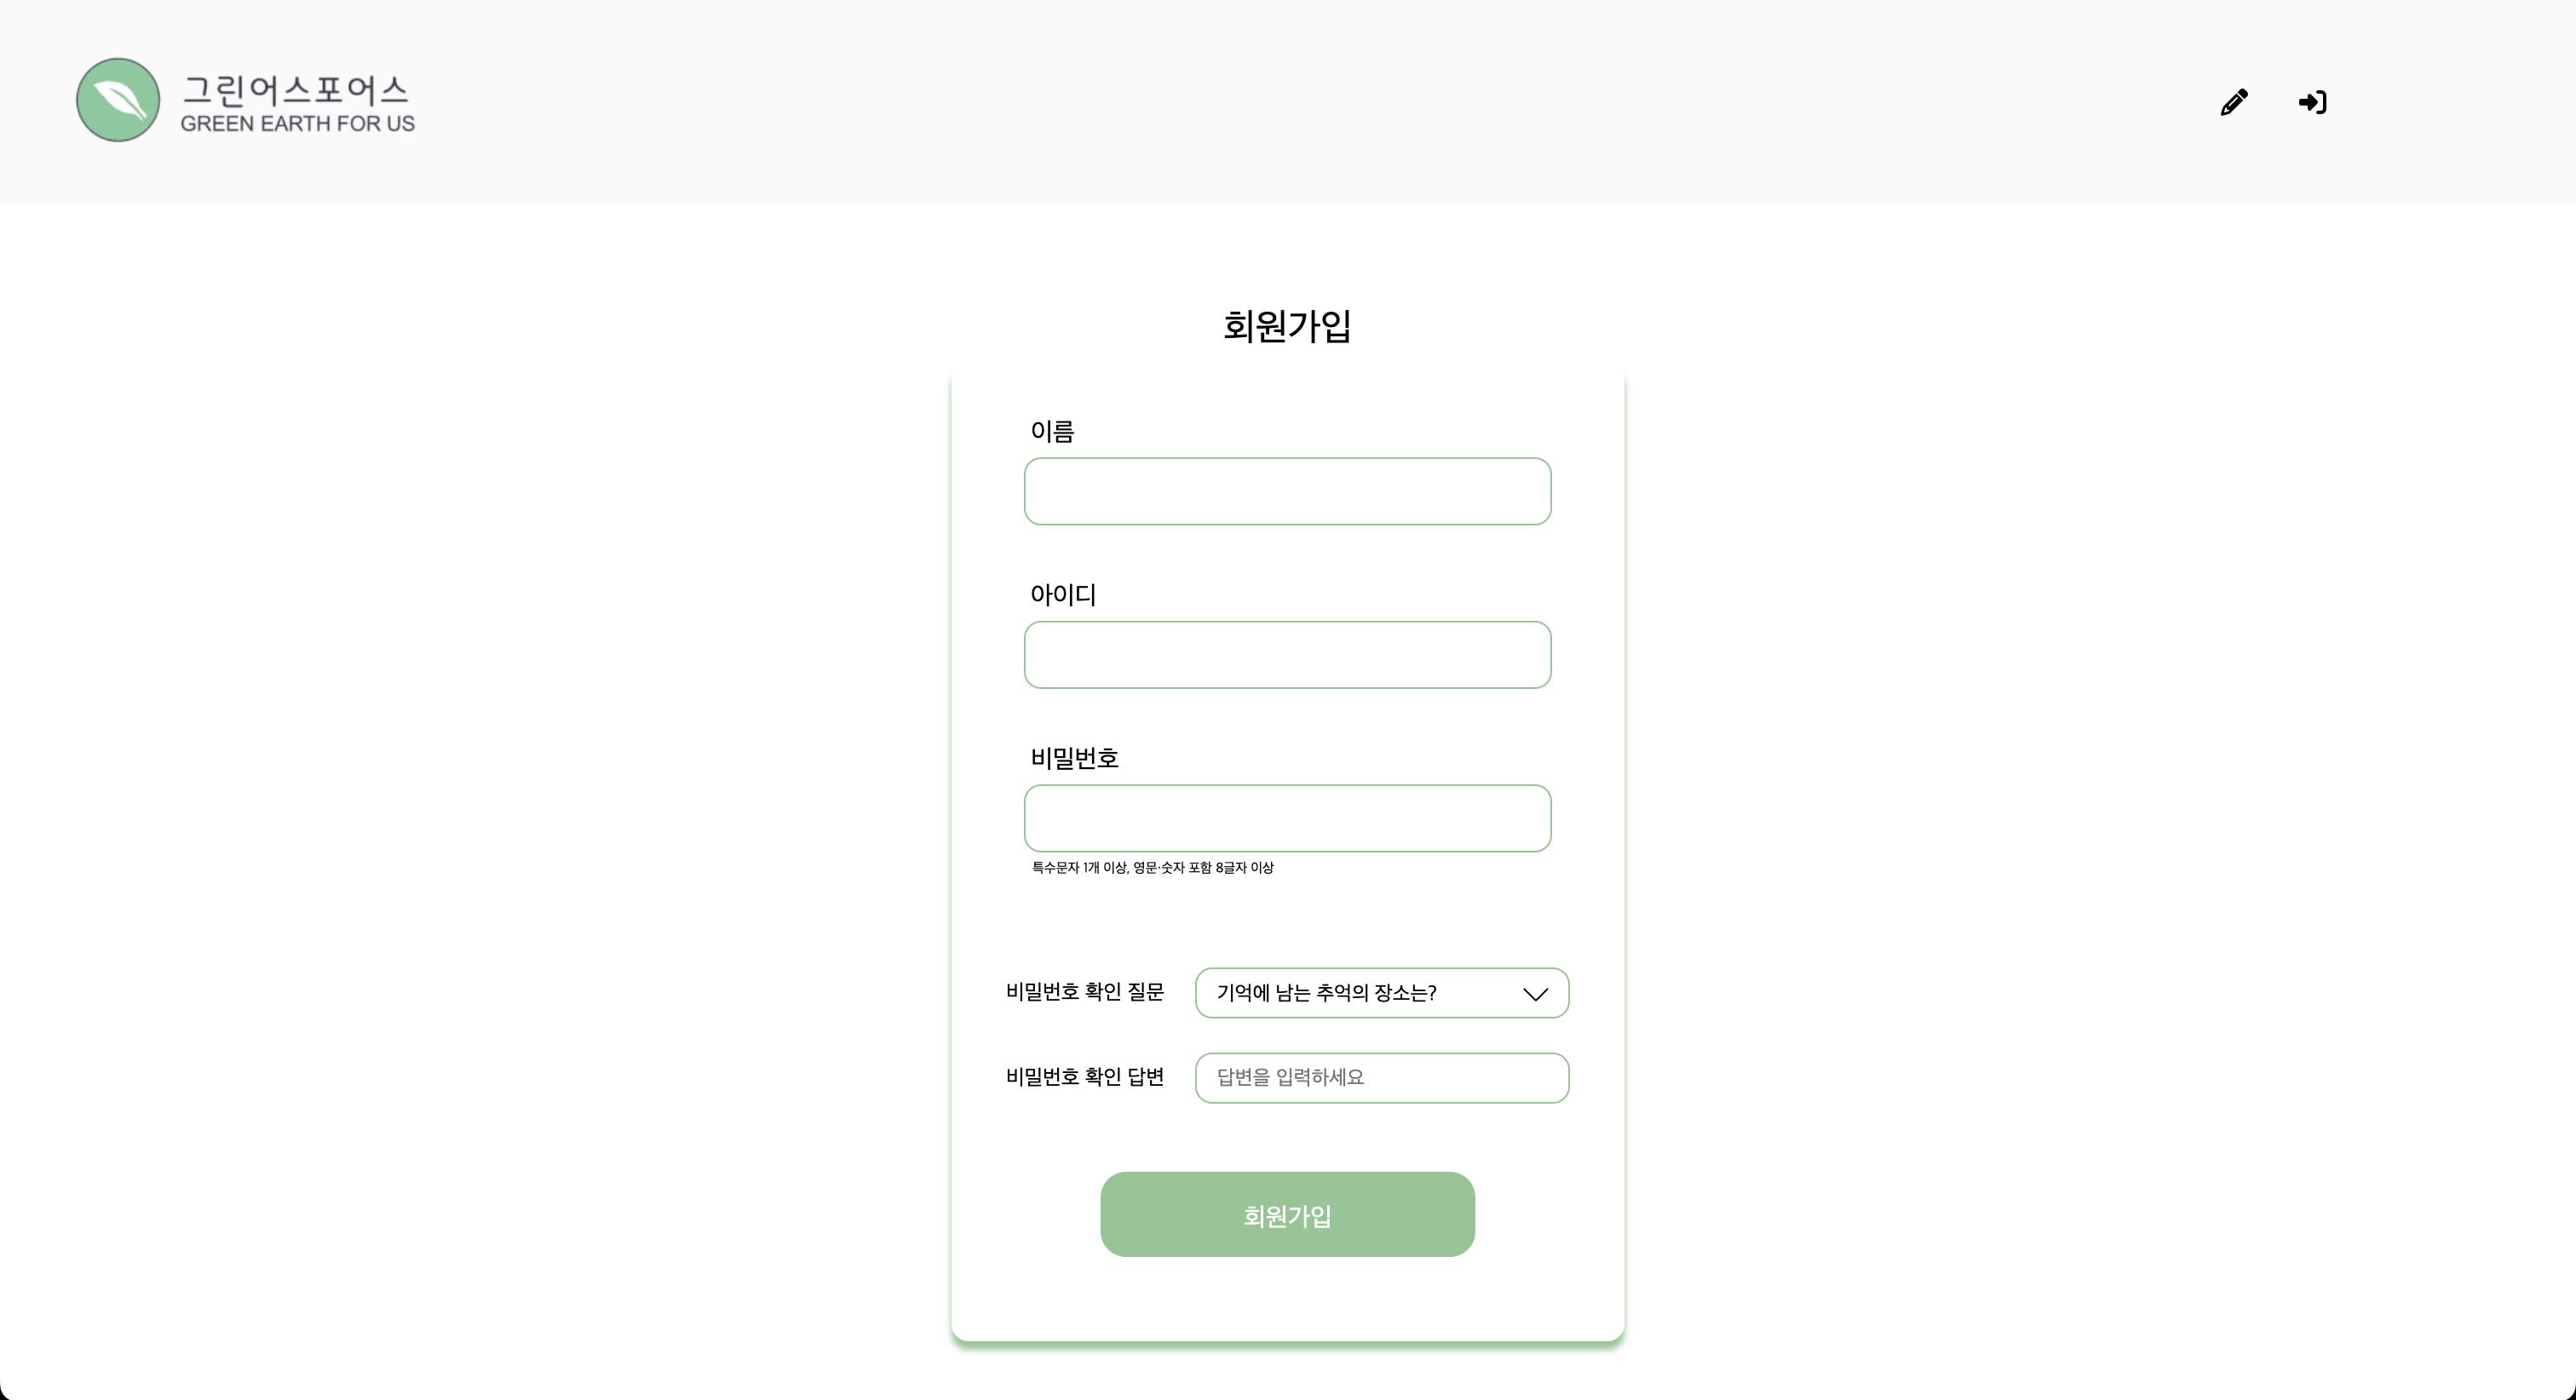 그린어스포어스
GREEN EARTH FOR US
회원가입
이름
아이디
비밀번호
특수문자 1개 이상, 영문·숫자 포함 8글자 이상
비밀번호 확인 질문
기억에 남는 추억의 장소는?
비밀번호 확인 답변
답변을 입력하세요
회원가입